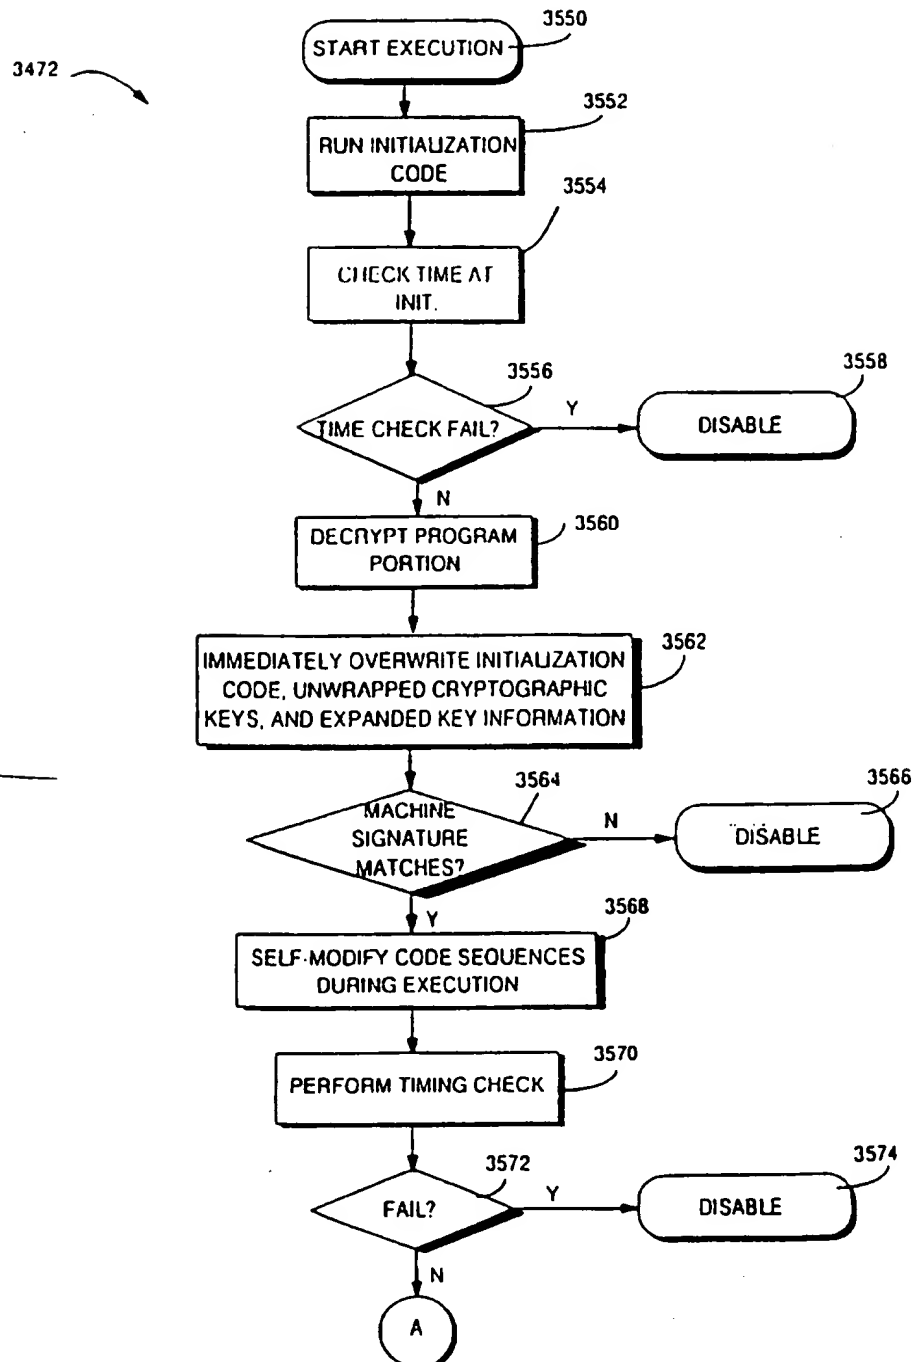 3550
START EXECUTION
3472
3552
RUN INITIALIZATION
CODE
3554
CHECK TIME AT
INIT.
3556
3558
TIME CHECK FAIL?
Y
DISABLE
N
DECRYPT PROGRAM
PORTION
3560
IMMEDIATELY OVERWRITE INITIALIZATION
CODE, UNWRAPPED CRYPTOGRAPHIC
KEYS, AND EXPANDED KEY INFORMATION
3562
3564
3566
MACHINE
SIGNATURE
MATCHES?
N
DISABLE
Y
3568
SELF-MODIFY CODE SEQUENCES
DURING EXECUTION
3570
PERFORM TIMING CHECK
3572
3574
FAIL?
Y
DISABLE
N
A